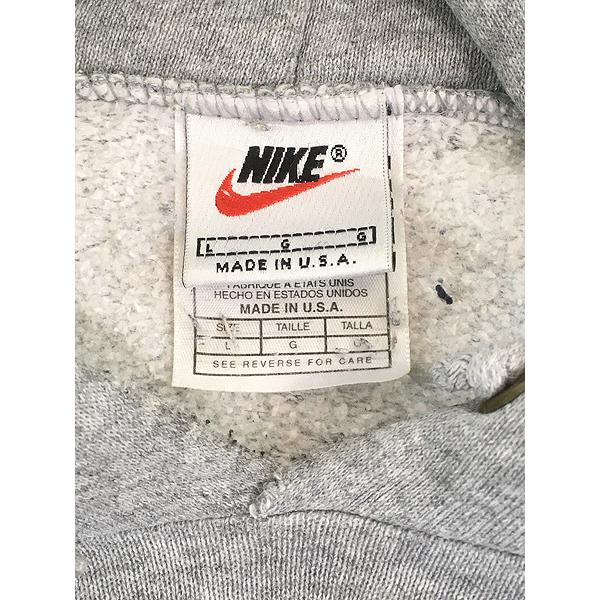 NIKE®
L G G
MADE IN U.S.A.
FABRIQUE A ETATS UNIS
HECHO EN ESTADOS UNIDOS
MADE IN U.S.A.
SIZE TAILLE TALLA
L G G
SEE REVERSE FOR CARE